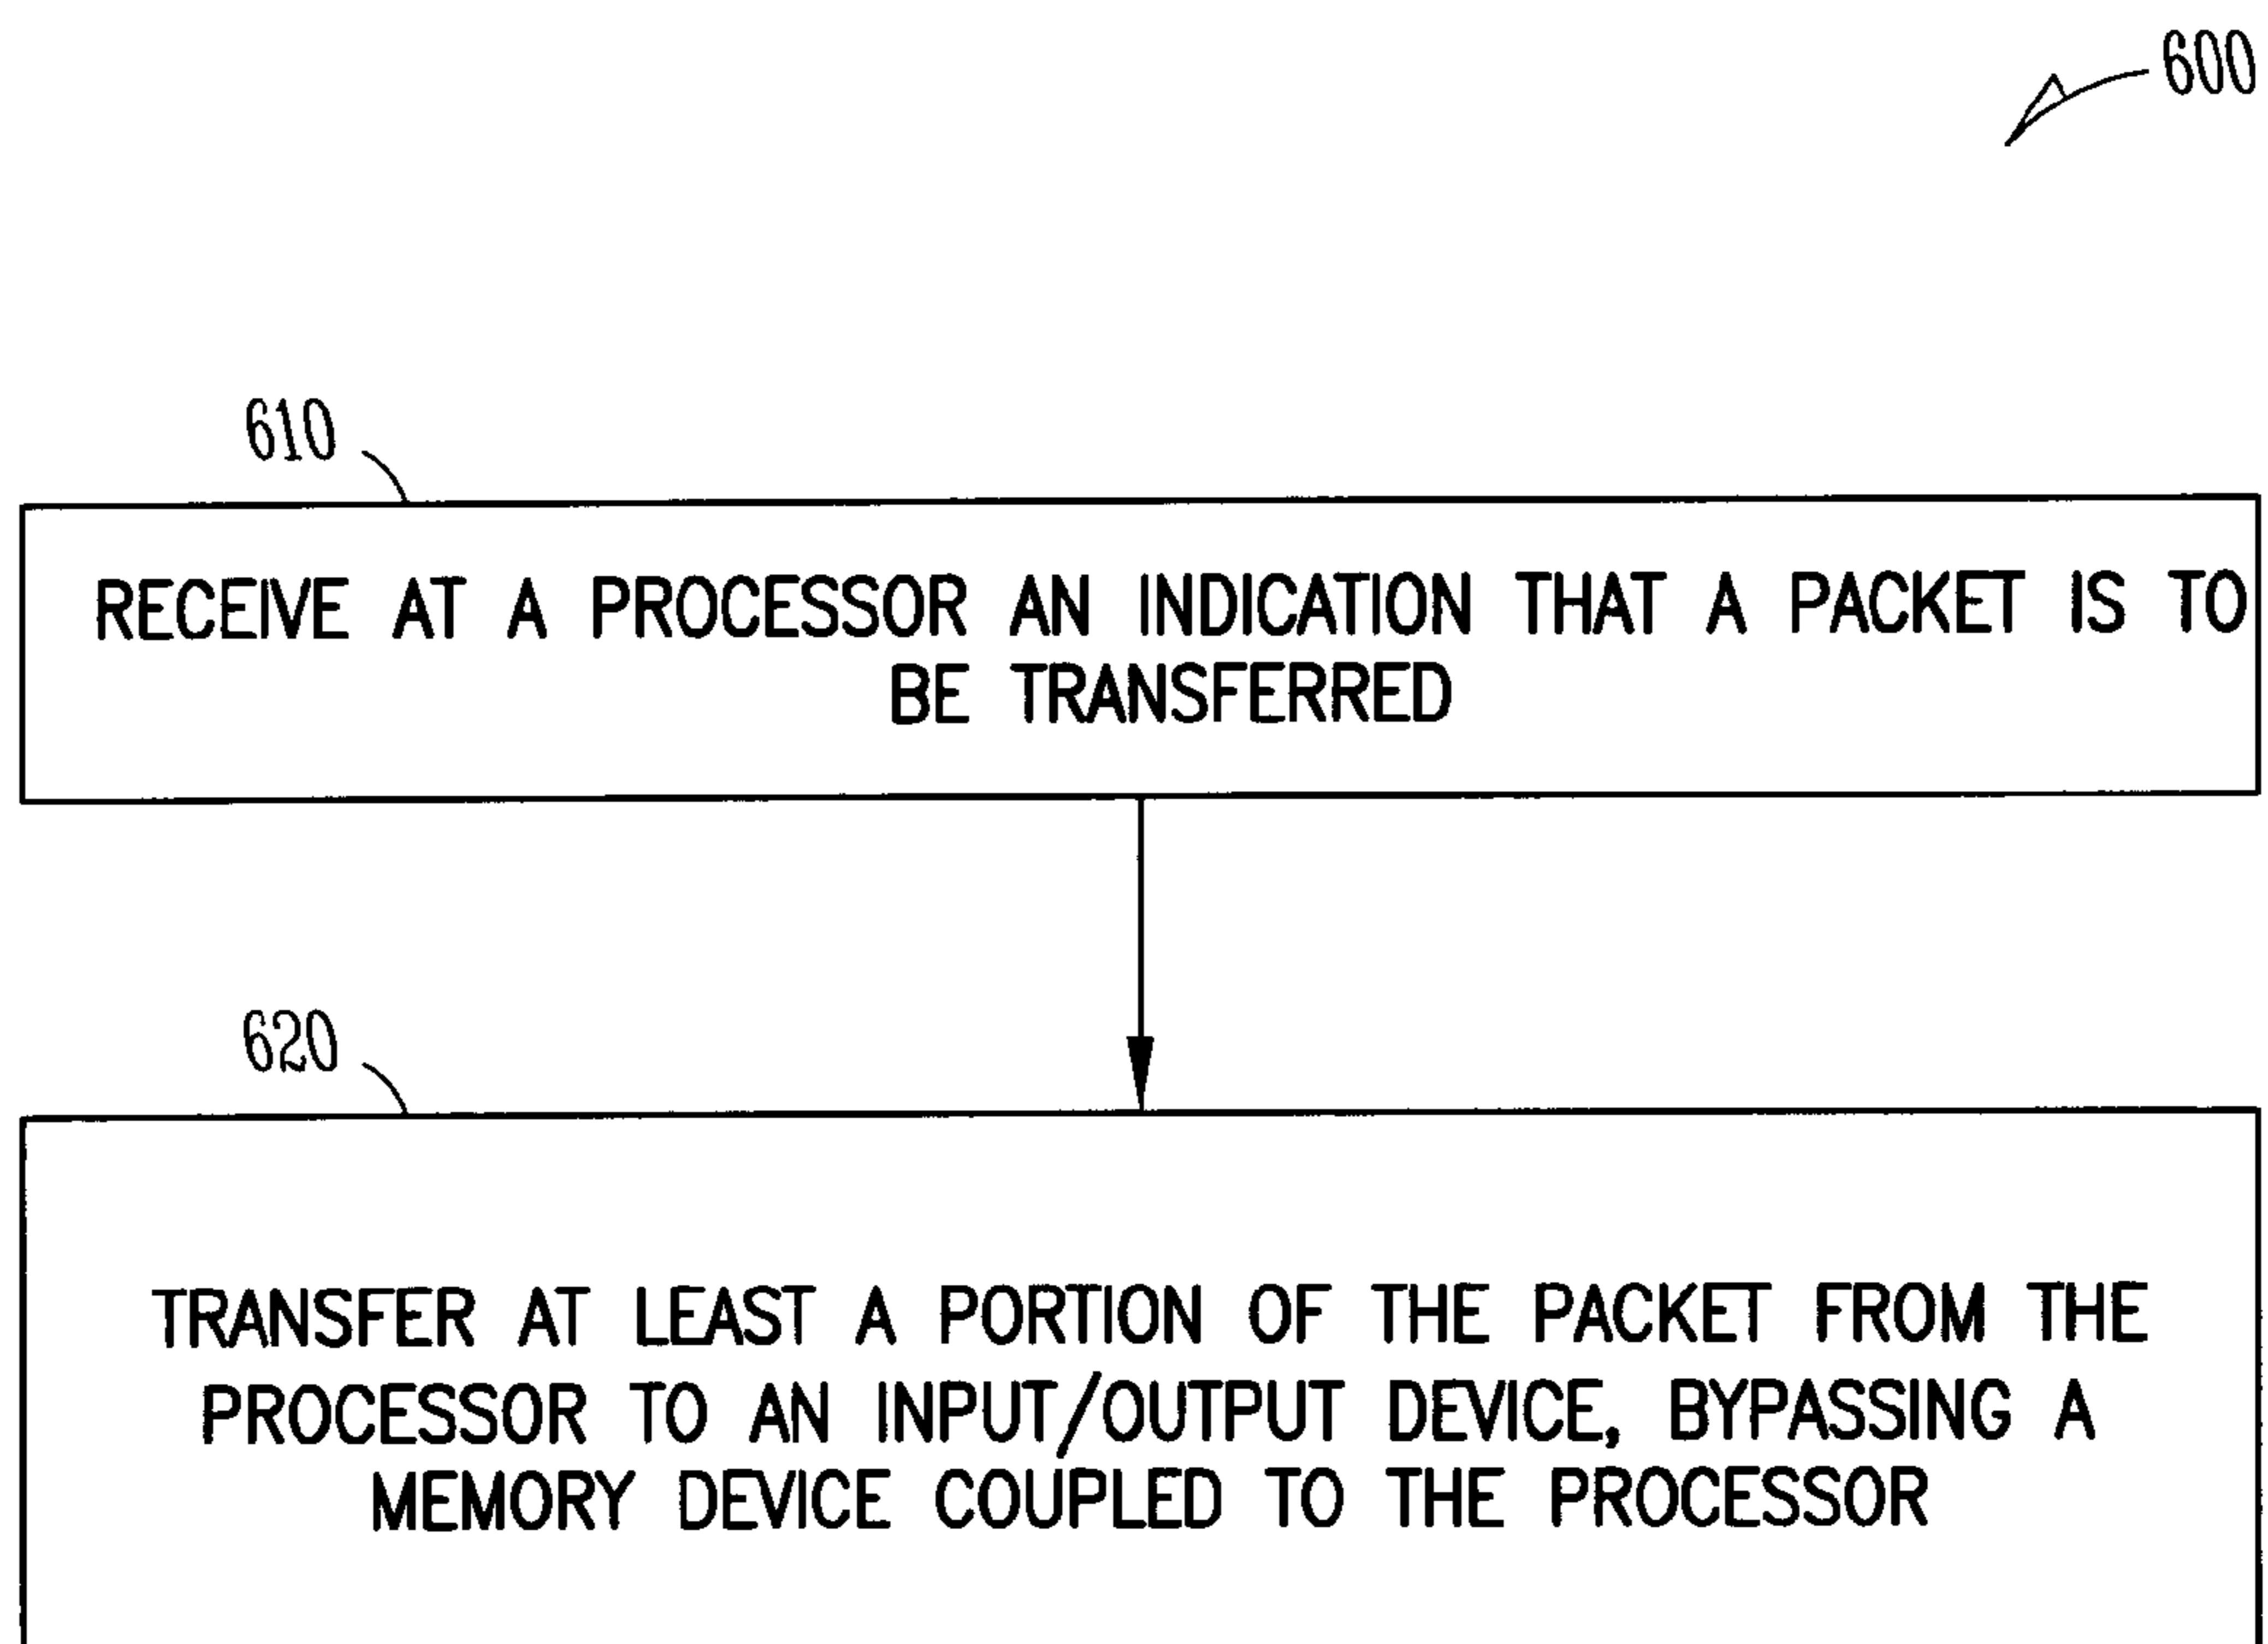 600
610
RECEIVE AT A PROCESSOR AN INDICATION THAT A PACKET IS TO
BE TRANSFERRED
620
TRANSFER AT LEAST A PORTION OF THE PACKET FROM THE
PROCESSOR TO AN INPUT/OUTPUT DEVICE, BYPASSING A
MEMORY DEVICE COUPLED TO THE PROCESSOR